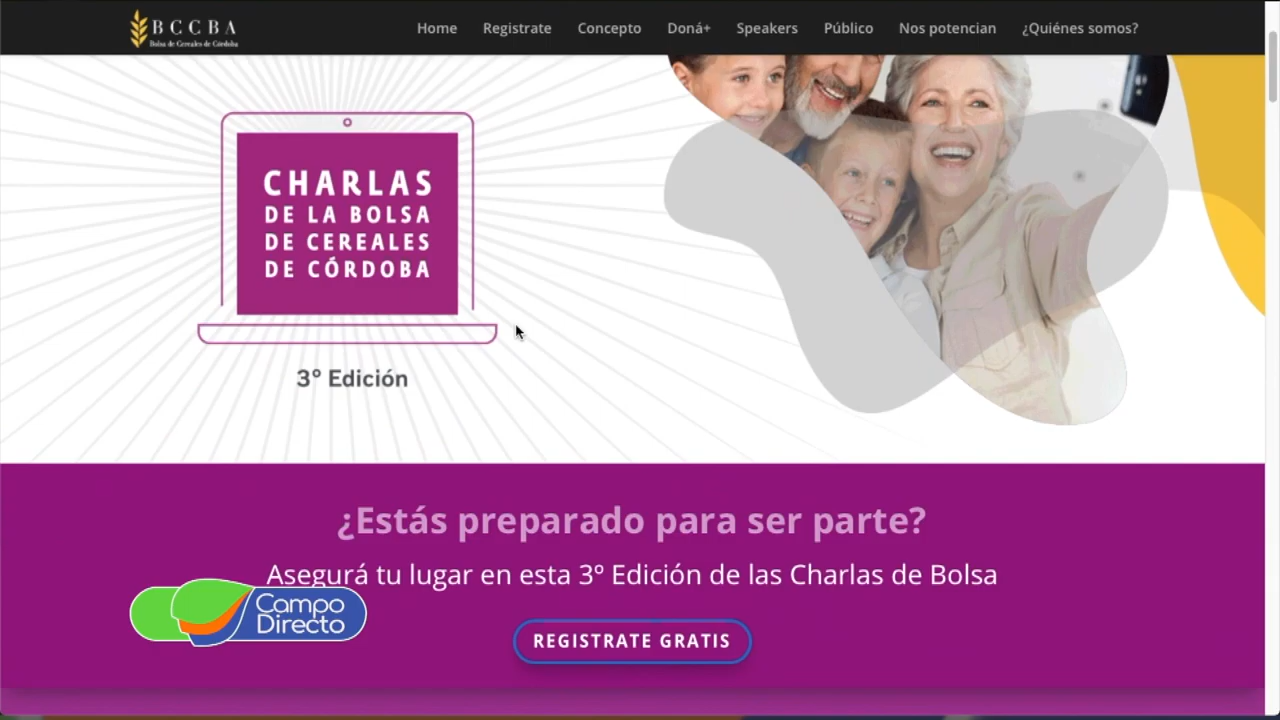 BCCBA
Bolsa de Cereales de Córdoba
Home
Registrate
Concepto
Doná+
Speakers
Público
Nos potencian
¿Quiénes somos?
CHARLAS
DE LA BOLSA
DE CEREALES
DE CÓRDOBA
3° Edición
¿Estás preparado para ser parte?
Asegurá tu lugar en esta 3º Edición de las Charlas de Bolsa
Campo
Directo
REGISTRATE GRATIS